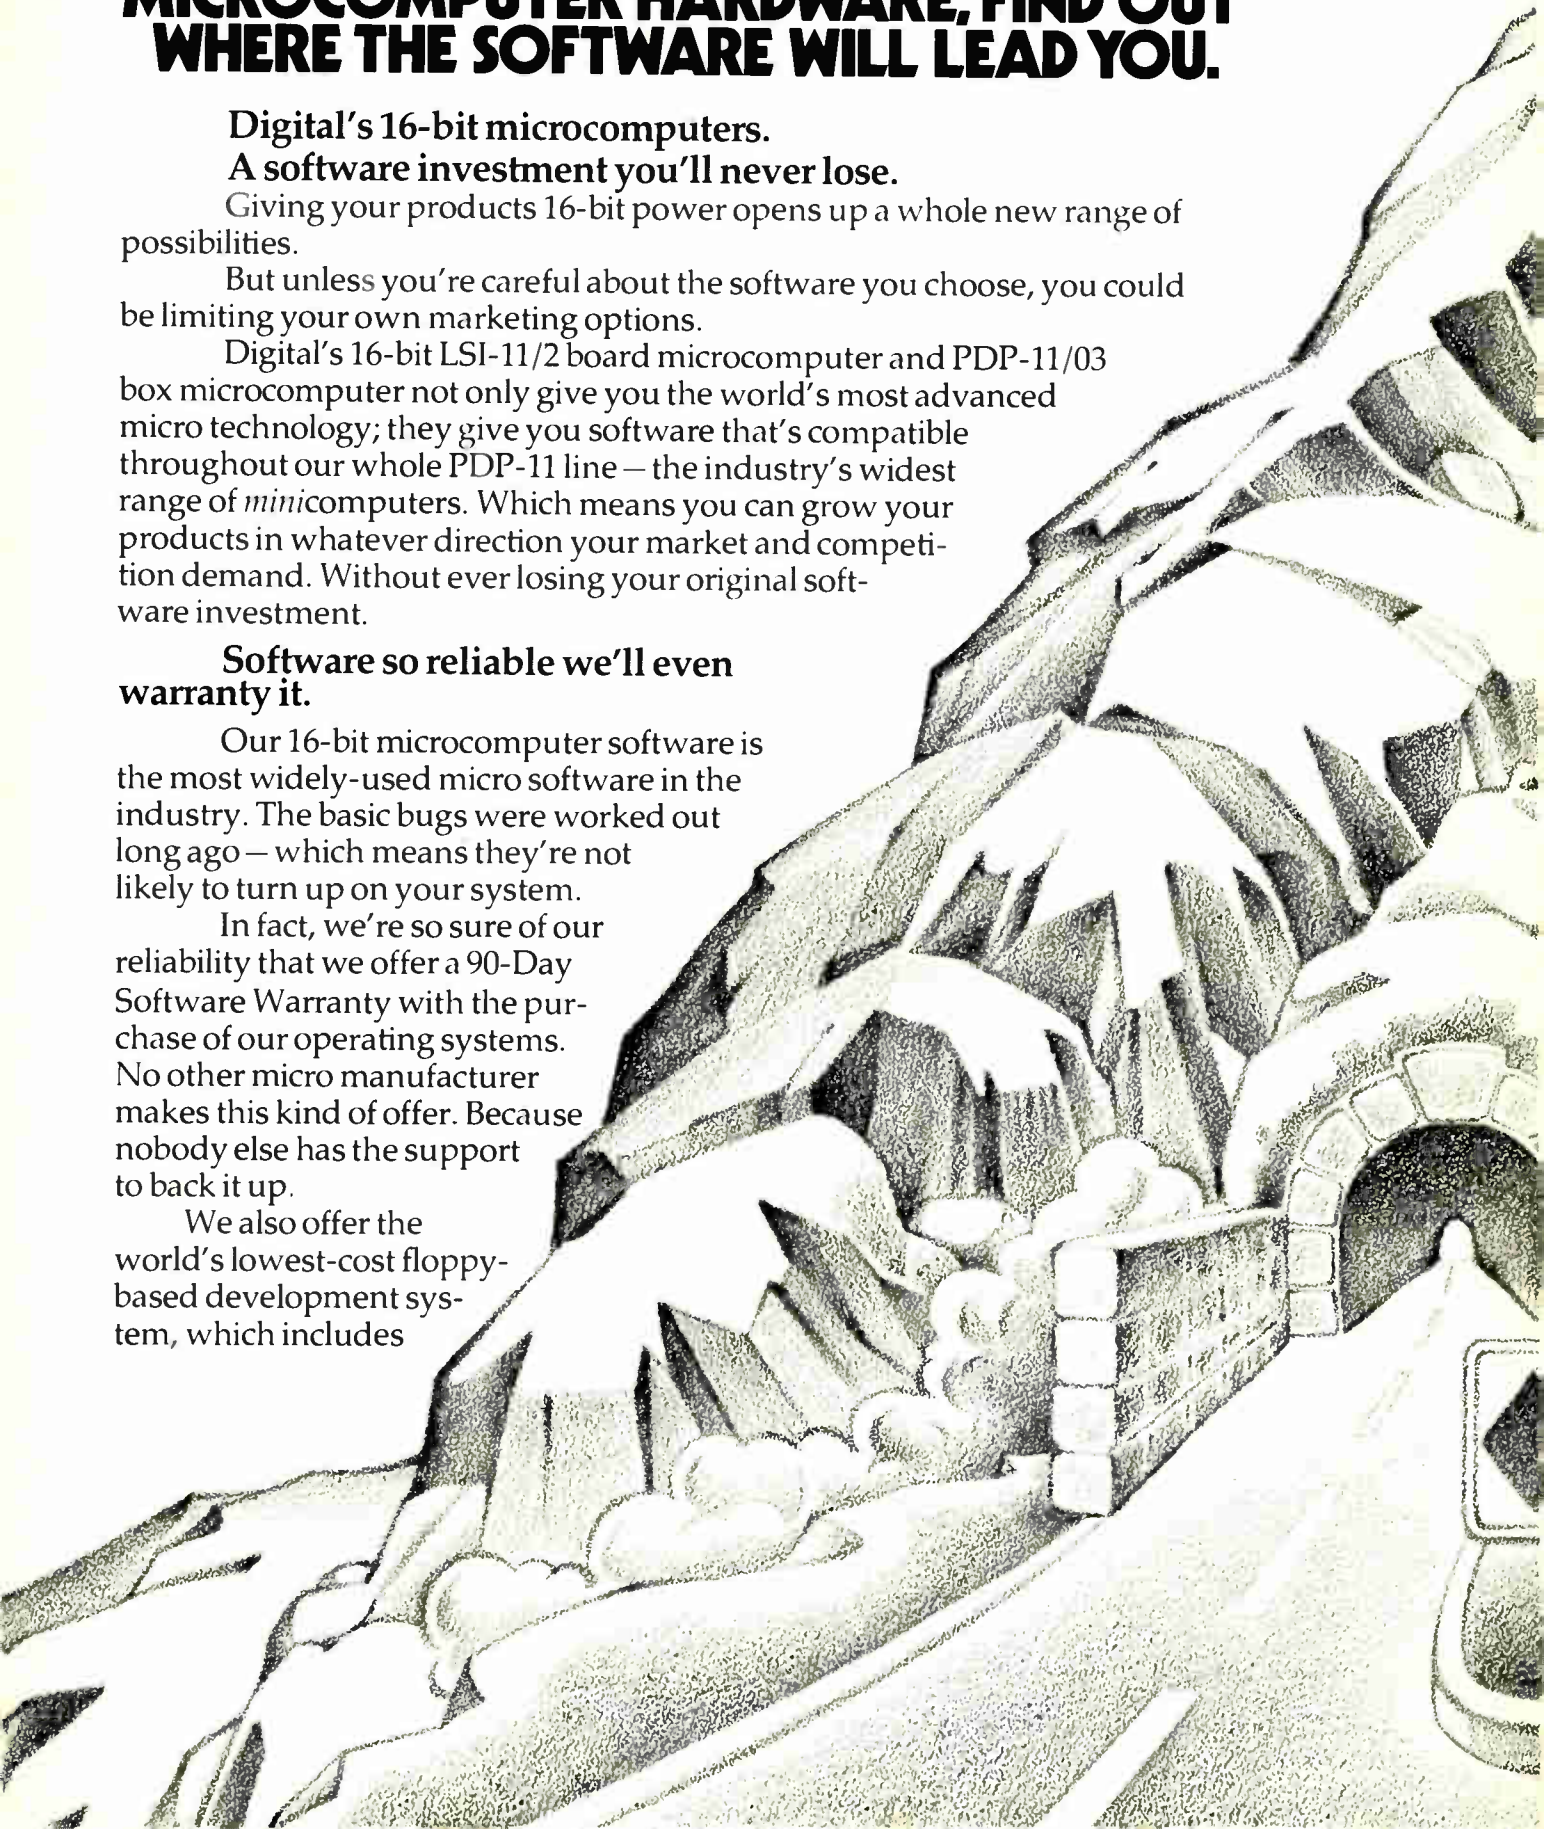 MICROCOMPUTER HARDWARE, FIND OUT
WHERE THE SOFTWARE WILL LEAD YOU.
Digital's 16-bit microcomputers.
A software investment you'll never lose.
Giving your products 16-bit power opens up a whole new range of
possibilities.
But unless you're careful about the software you choose, you could
be limiting your own marketing options.
Digital's 16-bit LSI-11/2 board microcomputer and PDP-11/03
box microcomputer not only give you the world's most advanced
micro technology; they give you software that's compatible
throughout our whole PDP-11 line — the industry's widest
range of minicomputers. Which means you can grow your
products in whatever direction your market and competi-
tion demand. Without ever losing your original soft-
ware investment.
Software so reliable we'll even
warranty it.
Our 16-bit microcomputer software is
the most widely-used micro software in the
industry. The basic bugs were worked out
long ago — which means they're not
likely to turn up on your system.
In fact, we're so sure of our
reliability that we offer a 90-Day
Software Warranty with the pur-
chase of our operating systems.
No other micro manufacturer
makes this kind of offer. Because
nobody else has the support
to back it up.
We also offer the
world's lowest-cost floppy-
based development sys-
tem, which includes